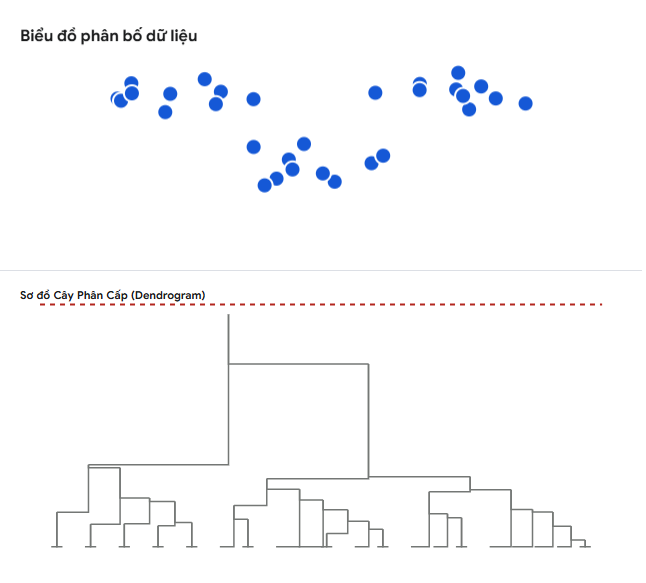 Biểu đồ phân bố dữ liệu
Sơ đồ Cây Phân Cấp (Dendrogram)